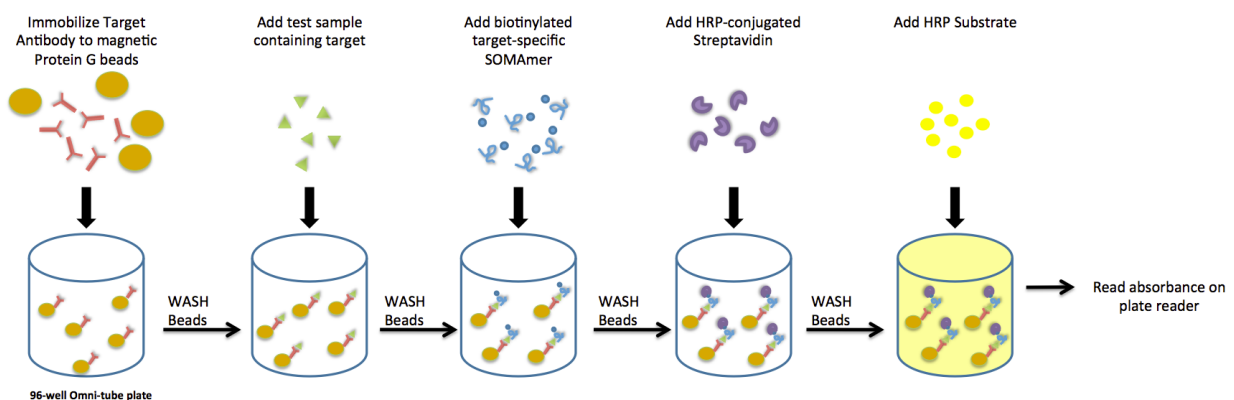 Immobilize Target
Antibody to magnetic
Protein G beads
Add test sample
containing target
Add biotinylated
target-specific
SOMAmer
Add HRP-conjugated
Streptavidin
Add HRP Substrate
WASH
Beads
WASH
Beads
WASH
Beads
WASH
Beads
Read absorbance on
plate reader
96-well Omni-tube plate